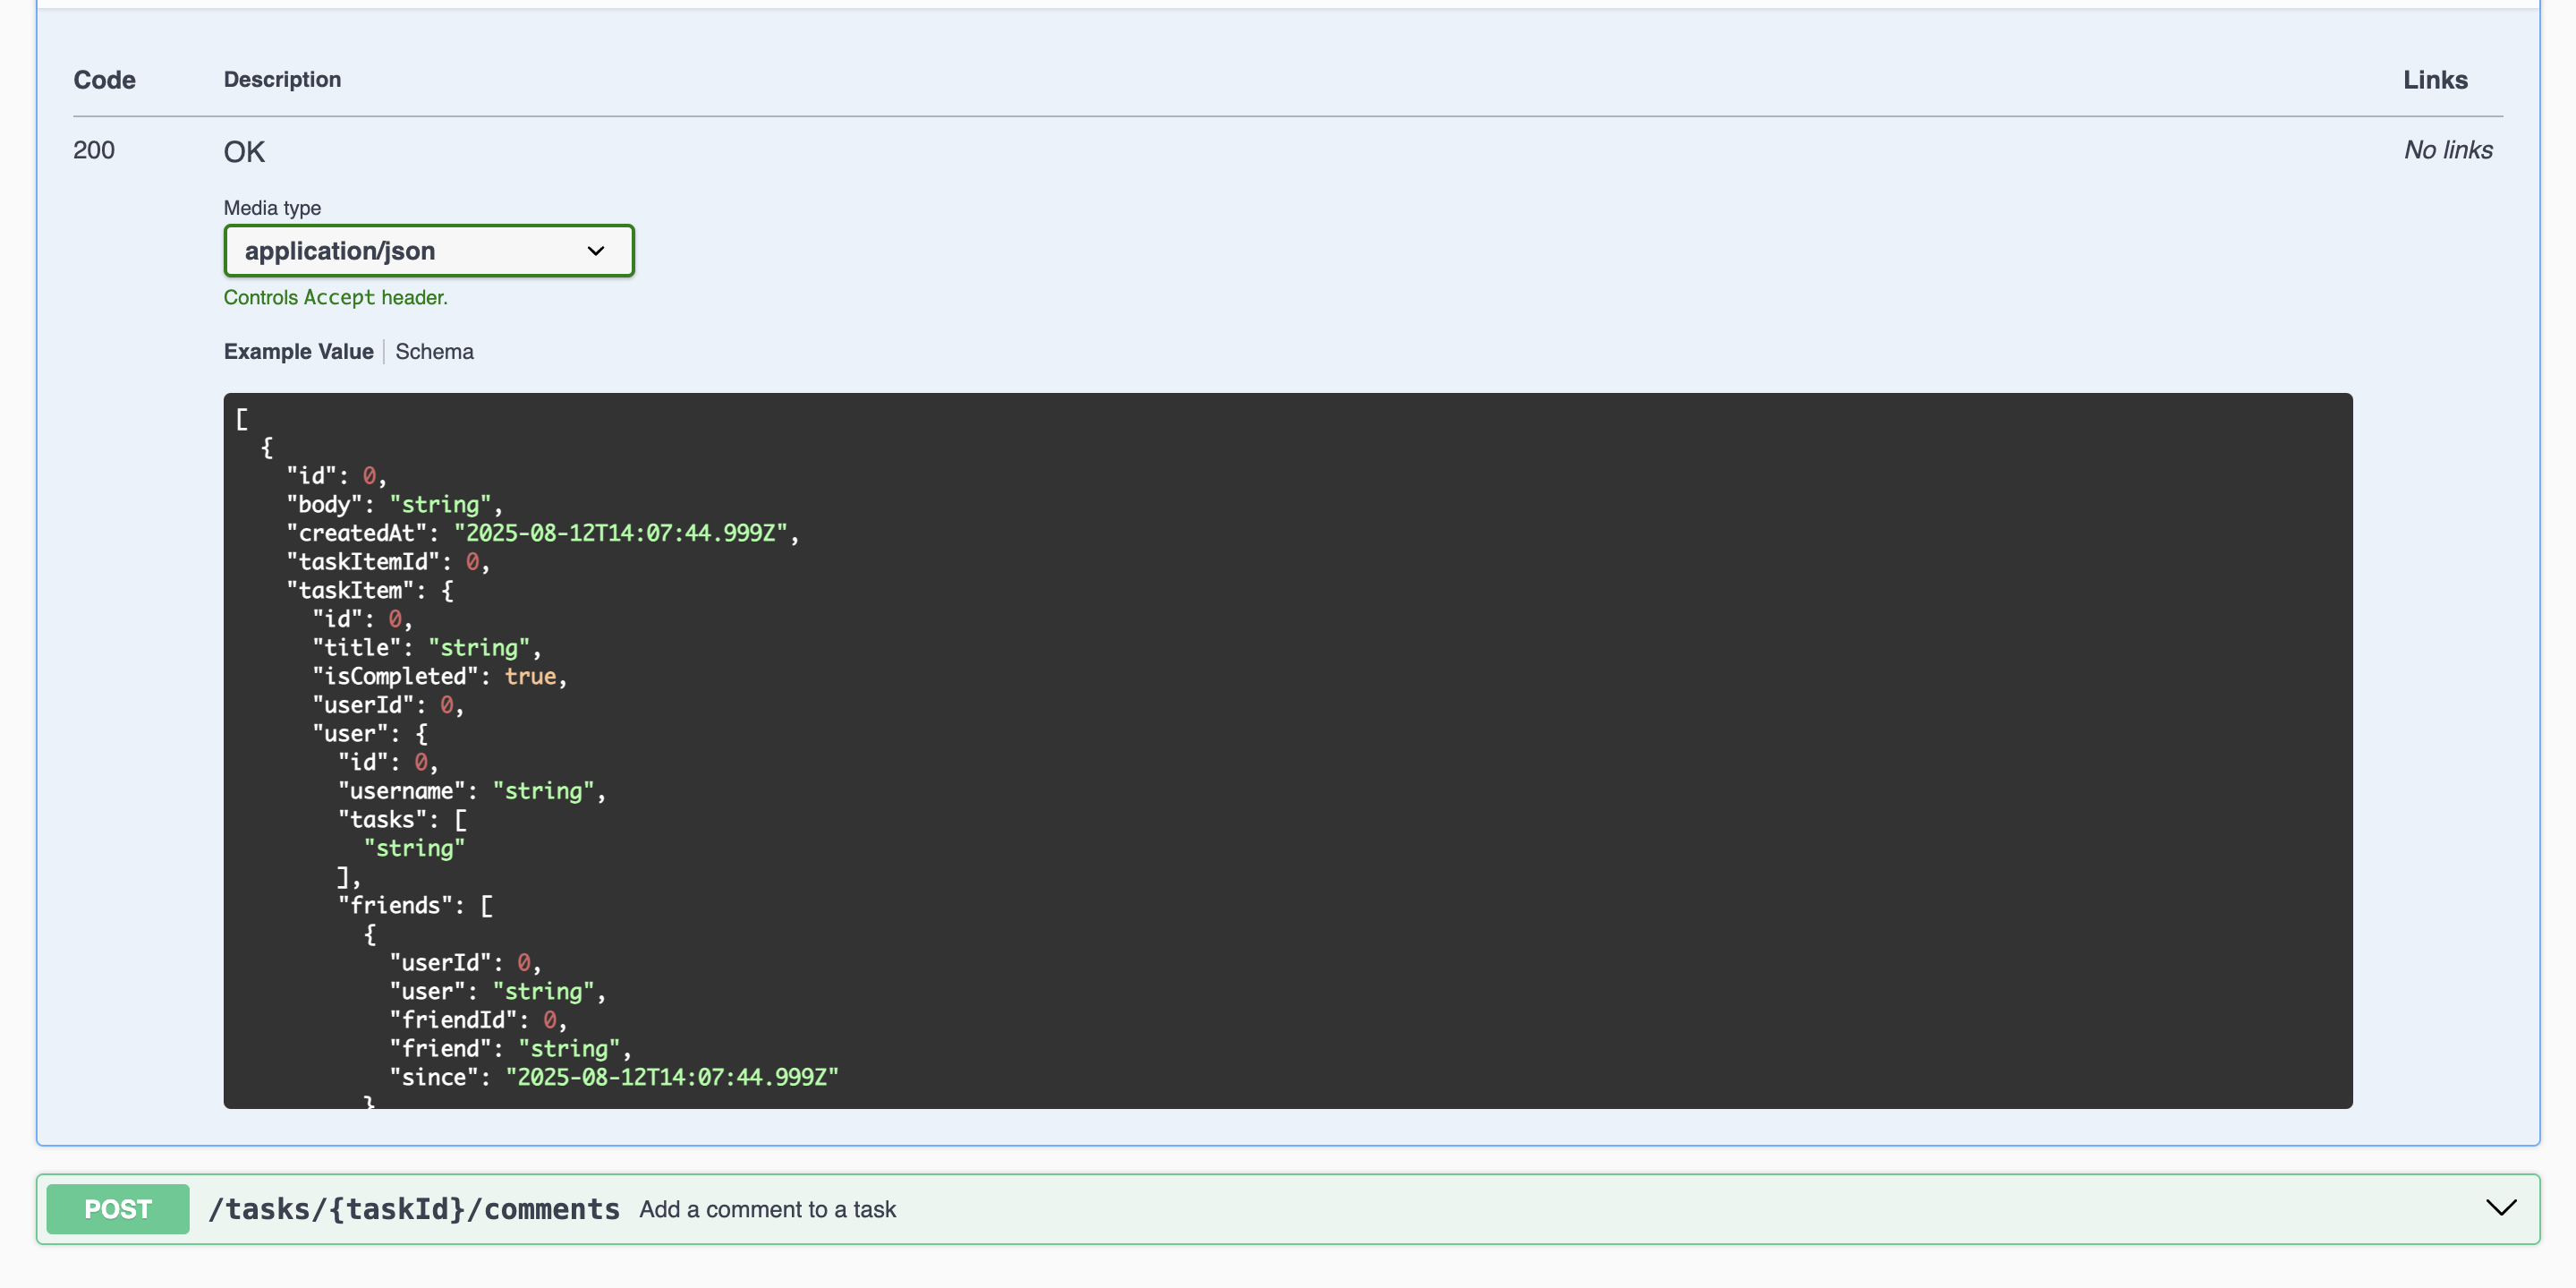 Code Description Links
200 OK No links
Media type
application/json
Controls Accept header.
Example Value Schema
[
  {
    "id": 0,
    "body": "string",
    "createdAt": "2025-08-12T14:07:44.999Z",
    "taskItemId": 0,
    "taskItem": {
      "id": 0,
      "title": "string",
      "isCompleted": true,
      "userId": 0,
      "user": {
        "id": 0,
        "username": "string",
        "tasks": [
          "string"
        ],
        "friends": [
          {
            "userId": 0,
            "user": "string",
            "friendId": 0,
            "friend": "string",
            "since": "2025-08-12T14:07:44.999Z"
          }
POST /tasks/{taskId}/comments Add a comment to a task